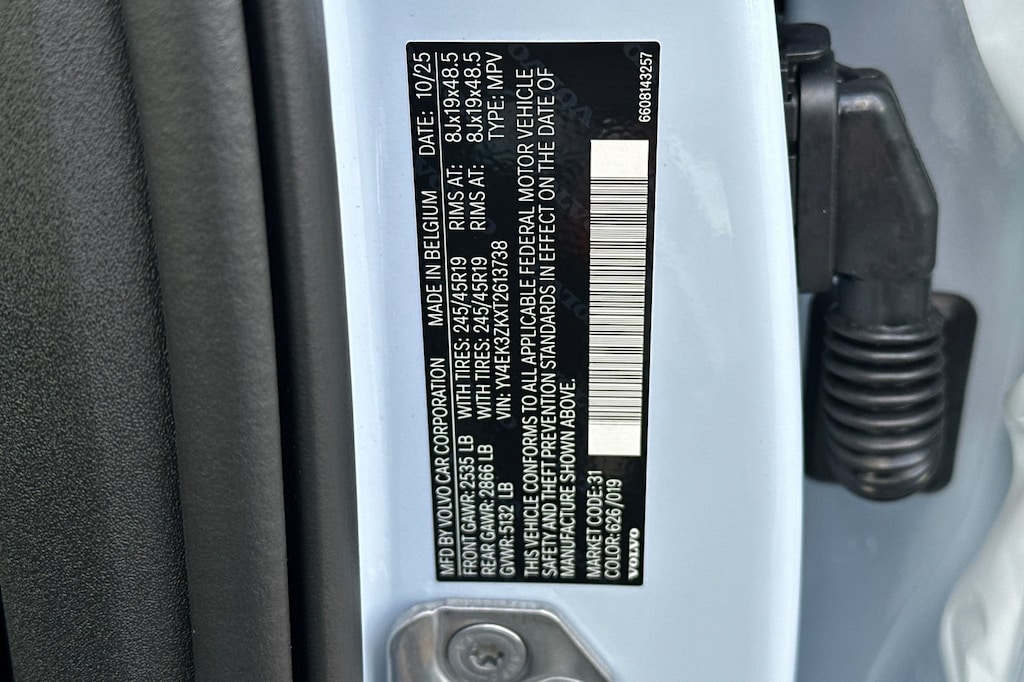 MFD BY VOLVO CAR CORPORATION MADE IN BELGIUM DATE: 10/25
FRONT GAWR: 2535 LB WITH TIRES: 245/45R19 RIMS AT: 8Jx19x48.5
REAR GAWR: 2866 LB WITH TIRES: 245/45R19 RIMS AT: 8Jx19x48.5
GVWR: 5132 LB VIN: YV4EK3ZKXT2613738 TYPE: MPV
THIS VEHICLE CONFORMS TO ALL APPLICABLE FEDERAL MOTOR VEHICLE
SAFETY AND THEFT PREVENTION STANDARDS IN EFFECT ON THE DATE OF
MANUFACTURE SHOWN ABOVE.
MARKET CODE: 31
COLOR: 626/019
VOLVO
6608143257